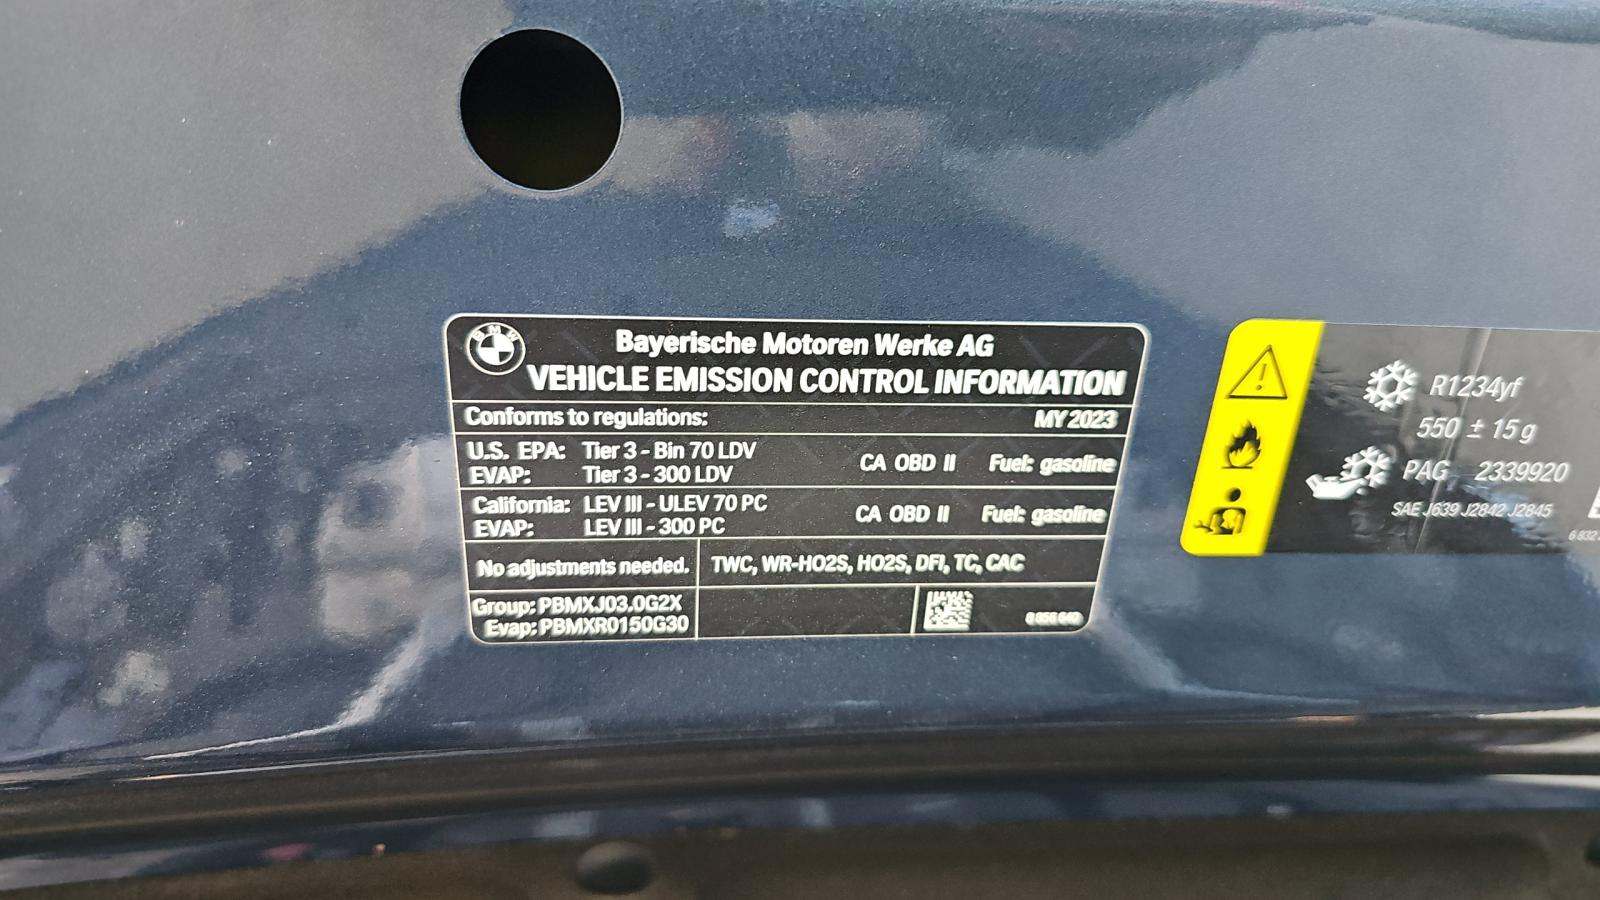 BMW
Bayerische Motoren Werke AG
VEHICLE EMISSION CONTROL INFORMATION
Conforms to regulations: MY 2023
U.S. EPA: Tier 3 - Bin 70 LDV
EVAP: Tier 3 - 300 LDV
CA OBD II Fuel: gasoline
California: LEV III - ULEV 70 PC
EVAP: LEV III - 300 PC
CA OBD II Fuel: gasoline
No adjustments needed. TWC, WR-HO2S, HO2S, DFI, TC, CAC
Group: PBMXJ03.0G2X
Evap: PBMXR0150G30
R1234yf
550 ± 15 g
PAG 2339920
SAE J639 J2842 J2845